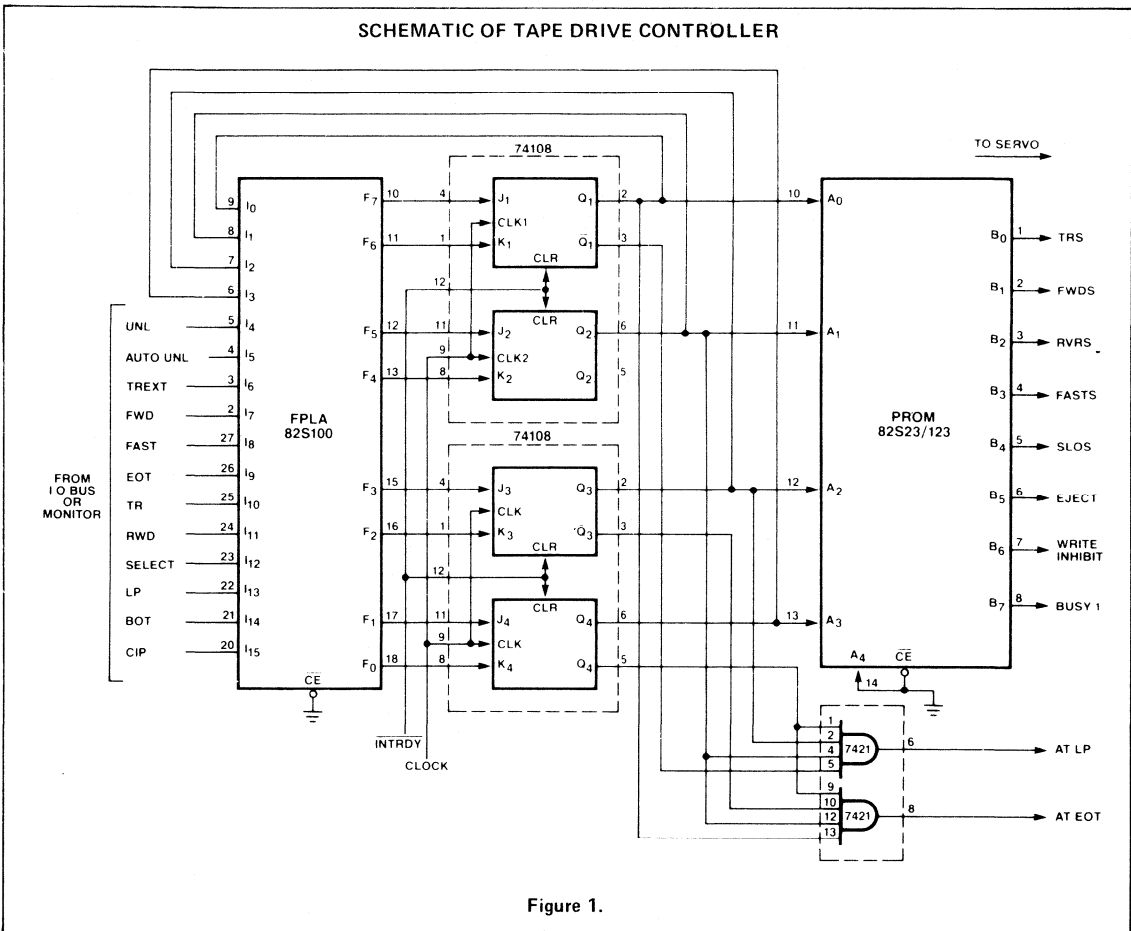 SCHEMATIC OF TAPE DRIVE CONTROLLER
TO SERVO
FROM
I O BUS
OR
MONITOR
UNL
AUTO UNL
TREXT
FWD
FAST
EOT
TR
RWD
SELECT
LP
BOT
CIP
9 I0
8 I1
7 I2
6 I3
5 I4
4 I5
3 I6
2 I7
27 I8
26 I9
25 I10
24 I11
23 I12
22 I13
21 I14
20 I15
FPLA
82S100
CE
F7 10
F6 11
F5 12
F4 13
F3 15
F2 16
F1 17
F0 18
74108
4 J1 Q1 2
CLK1
1 K1 Q̅1 3
CLR
12
CLR
11 J2 Q2 6
9 CLK2
8 K2 Q2 5
74108
4 J3 Q3 2
CLK
1 K3 Q̅3 3
CLR
12
CLR
11 J4 Q4 6
9 CLK
8 K4 Q4 5
INTRDY
CLOCK
10 A0
11 A1
12 A2
13 A3
PROM
82S23/123
A4 CE
14
B0 1 TRS
B1 2 FWDS
B2 3 RVRS
B3 4 FASTS
B4 5 SLOS
B5 6 EJECT
B6 7 WRITE
INHIBIT
B7 8 BUSY 1
1
2
4
5
7421 6 AT LP
9
10
12
13
7421 8 AT EOT
Figure 1.